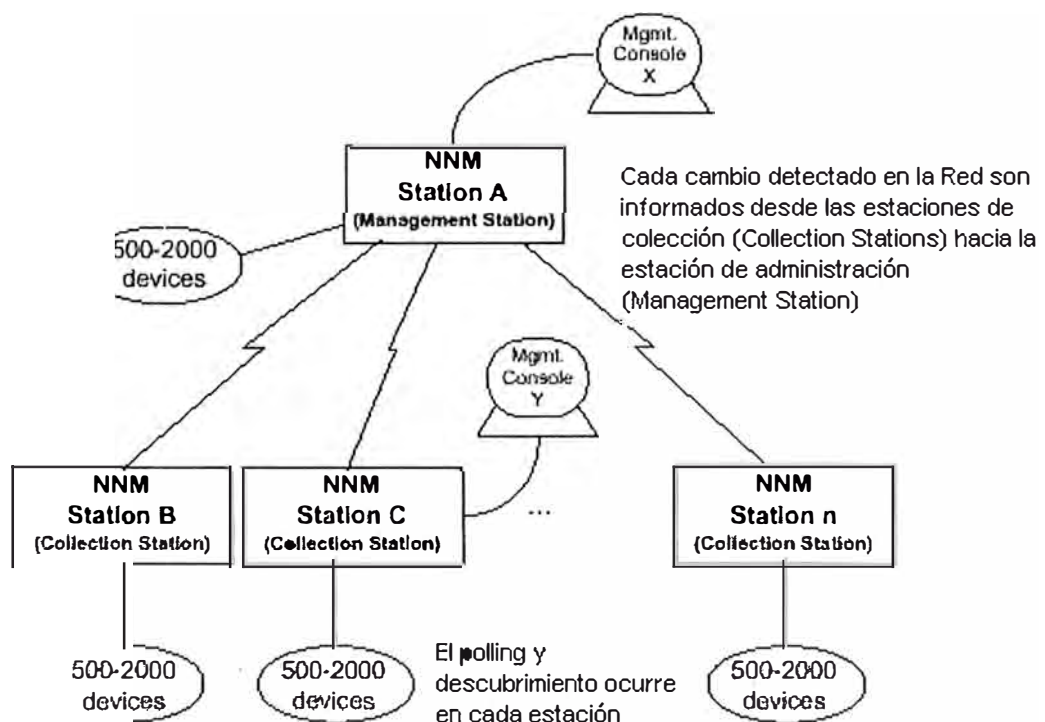 Mgmt.
Console
X
NNM
Station A
(Management Station)
Cada cambio detectado en la Red son
informados desde las estaciones de
colección (Collection Stations) hacia la
estación de administración
(Management Station)
500-2000
devices
Mgmt.
Console
Y
NNM
Station B
(Collection Station)
NNM
Station C
(Collection Station)
...
NNM
Station n
(Collection Station)
500-2000
devices
500-2000
devices
El polling y
descubrimiento ocurre
en cada estación
500-2000
devices